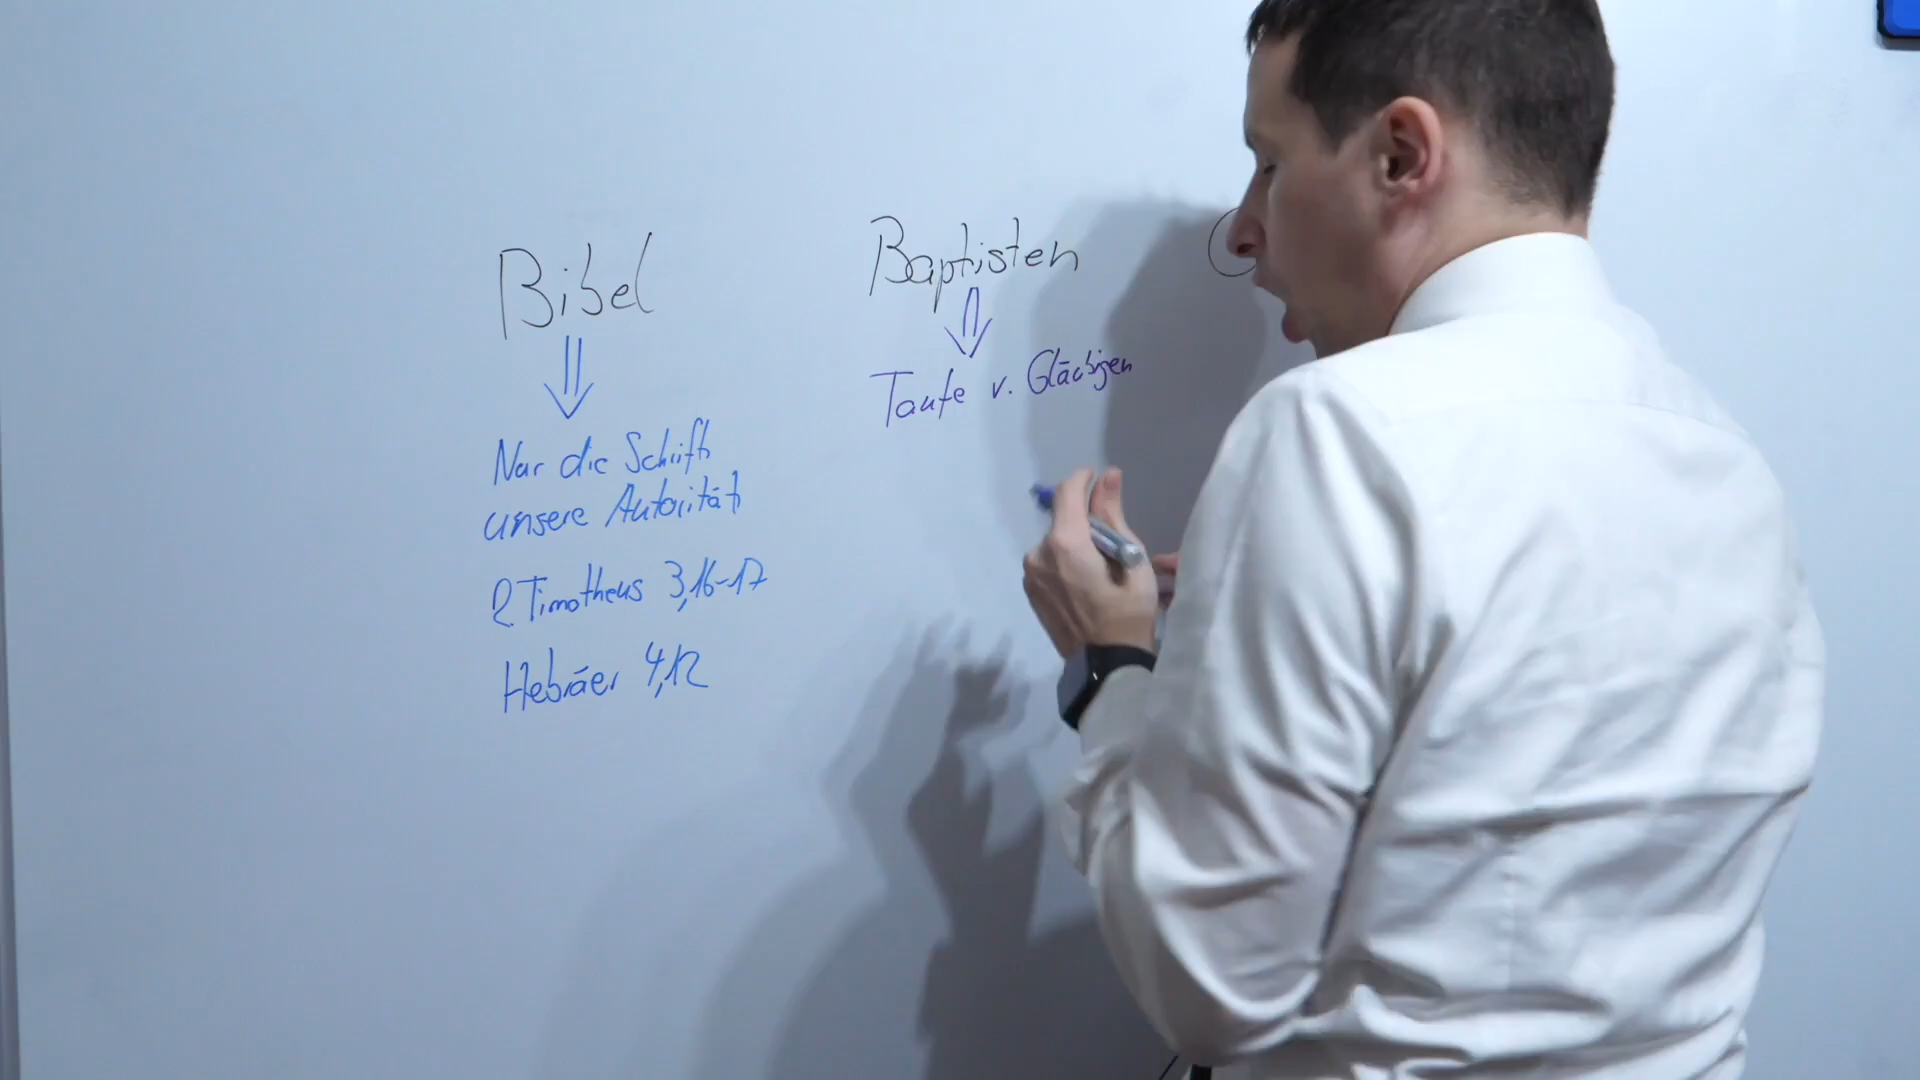 Bibel
Nur die Schrift
unsere Autorität
2 Timotheus 3,16-17
Hebräer 4,12
Baptisten
Taufe v. Gläubigen